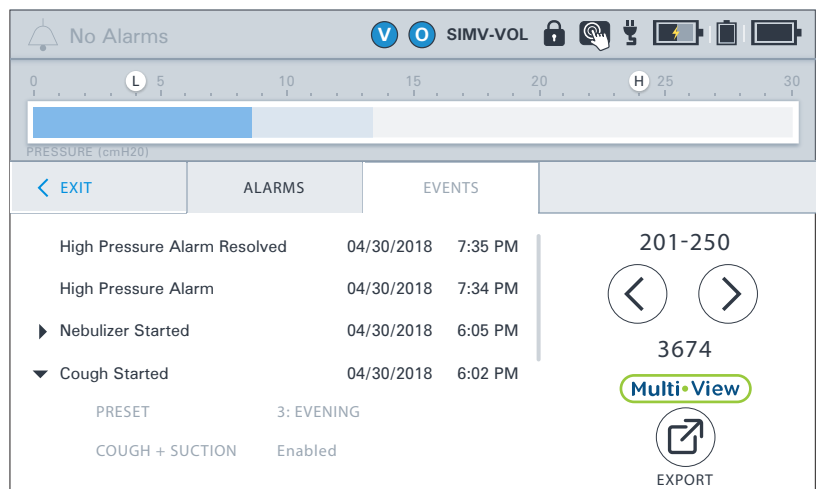 No Alarms V O SIMV-VOL
0 L 5 10 15 20 H 25 30
PRESSURE (cmH20)
EXIT ALARMS EVENTS
High Pressure Alarm Resolved 04/30/2018 7:35 PM
201-250
High Pressure Alarm 04/30/2018 7:34 PM
Nebulizer Started 04/30/2018 6:05 PM
3674
Cough Started 04/30/2018 6:02 PM
Multi•View
PRESET 3: EVENING
COUGH + SUCTION Enabled
EXPORT